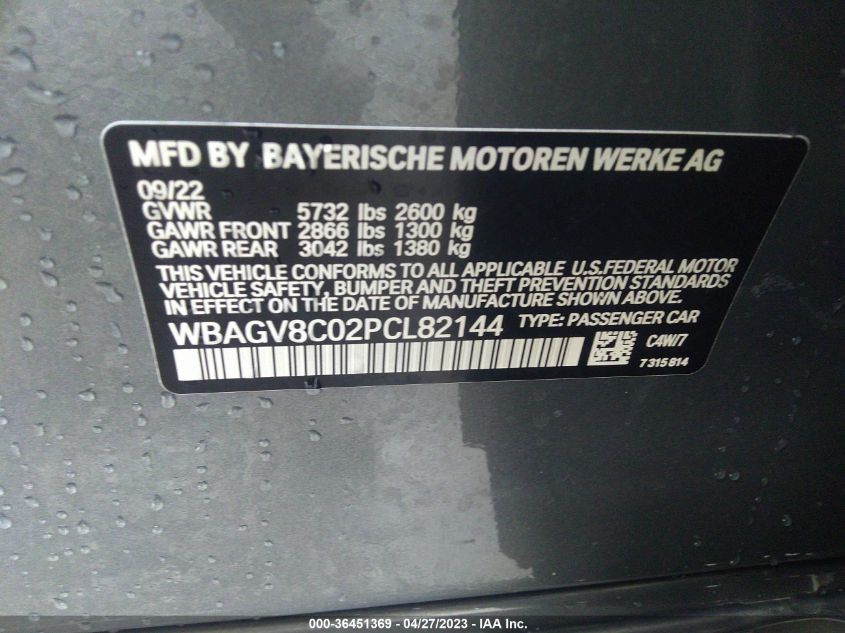 MFD BY BAYERISCHE MOTOREN WERKE AG
09/22
GVWR 5732 lbs 2600 kg
GAWR FRONT 2866 lbs 1300 kg
GAWR REAR 3042 lbs 1380 kg
THIS VEHICLE CONFORMS TO ALL APPLICABLE U.S.FEDERAL MOTOR
VEHICLE SAFETY, BUMPER AND THEFT PREVENTION STANDARDS
IN EFFECT ON THE DATE OF MANUFACTURE SHOWN ABOVE.
WBAGV8C02PCL82144 TYPE: PASSENGER CAR
C4W/7
7315814
000-36451369 - 04/27/2023 - IAA Inc.